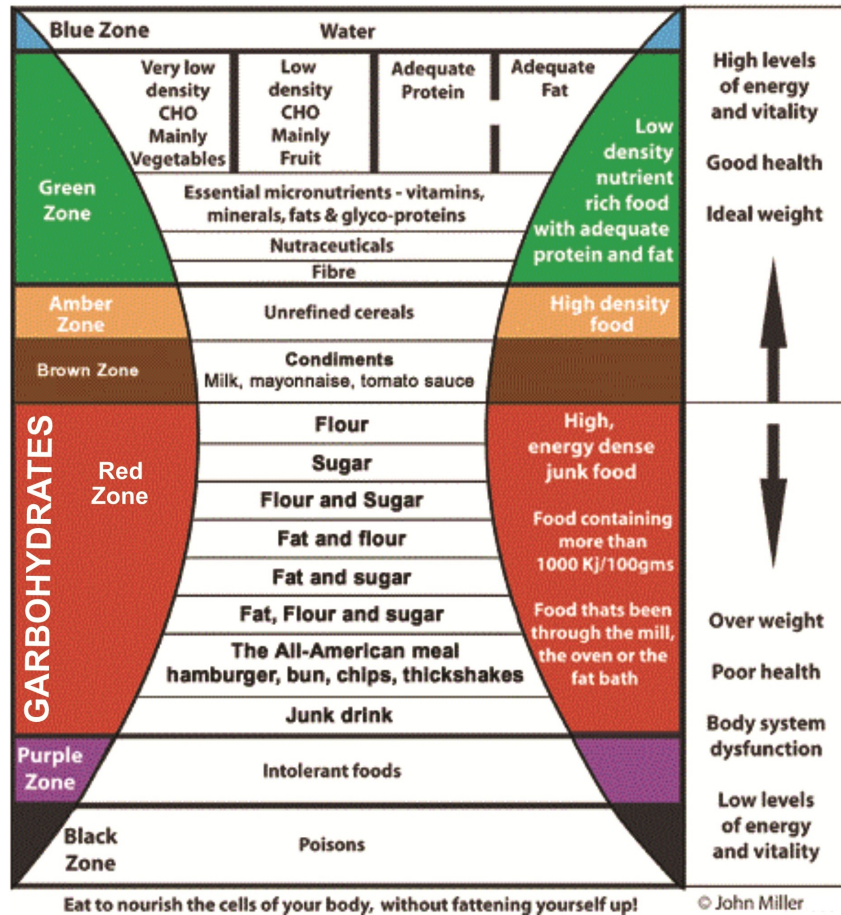 Blue Zone
Water
Very low
density
CHO
Mainly
Vegetables
Low
density
CHO
Mainly
Fruit
Adequate
Protein
Adequate
Fat
Green
Zone
Low
density
nutrient
rich food
with adequate
protein and fat
Essential micronutrients - vitamins,
minerals, fats & glyco-proteins
Nutraceuticals
Fibre
Amber
Zone
Unrefined cereals
High density
food
Brown Zone
Condiments
Milk, mayonnaise, tomato sauce
GARBOHYDRATES
Red
Zone
Flour
Sugar
Flour and Sugar
Fat and flour
Fat and sugar
Fat, Flour and sugar
The All-American meal
hamburger, bun, chips, thickshakes
Junk drink
High,
energy dense
junk food
Food containing
more than
1000 Kj/100gms
Food thats been
through the mill,
the oven or the
fat bath
Purple
Zone
Intolerant foods
Black
Zone
Poisons
High levels
of energy
and vitality
Good health
Ideal weight
Over weight
Poor health
Body system
dysfunction
Low levels
of energy
and vitality
Eat to nourish the cells of your body, without fattening yourself up!
© John Miller